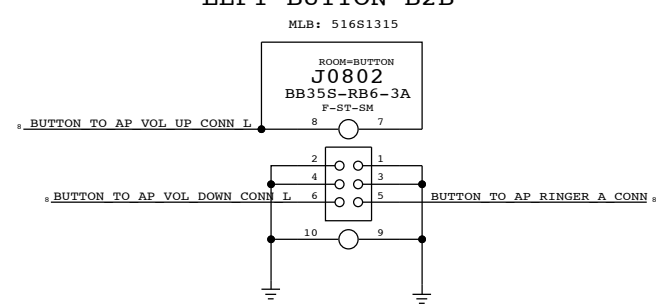 LEFT BUTTON B2B
MLB: 516S1315
ROOM=BUTTON
J0802
BB35S-RB6-3A
F-ST-SM
8 BUTTON TO AP VOL UP CONN L 8 7
2 1
4 3
8 BUTTON TO AP VOL DOWN CONN L 6 5 BUTTON TO AP RINGER A CONN 8
10 9